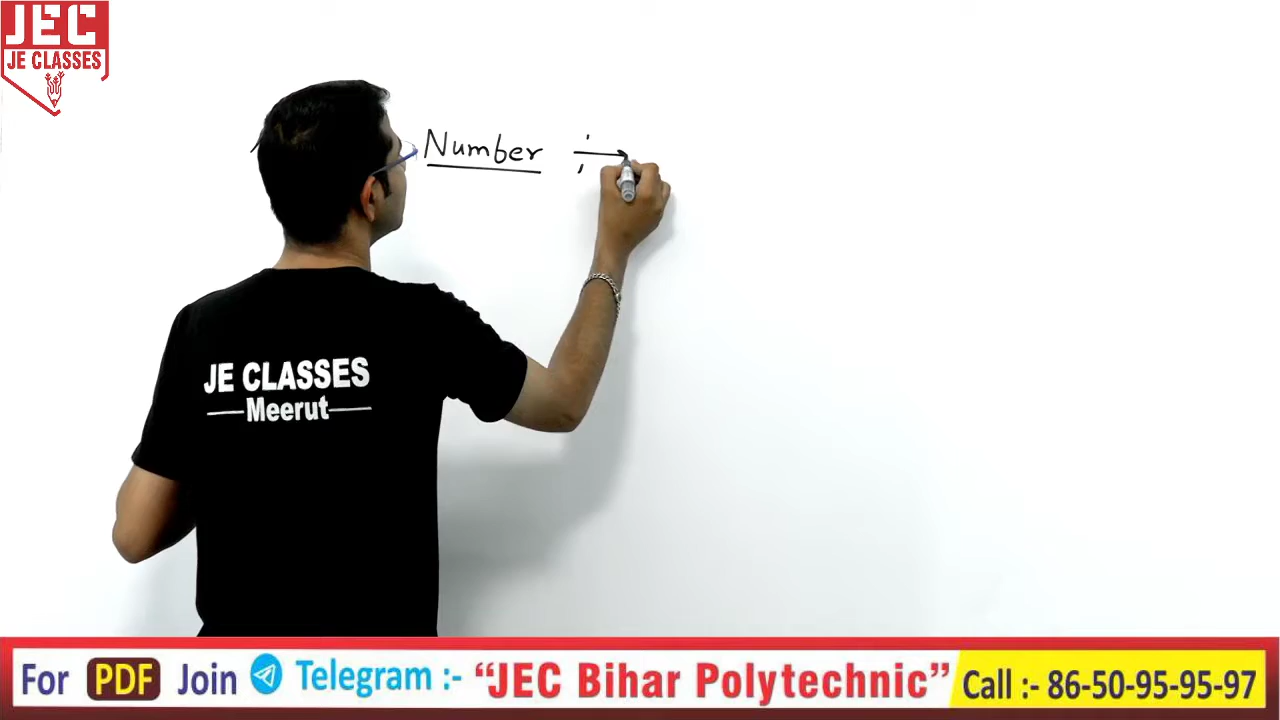 JEC
JE CLASSES
Number :→
JE CLASSES
Meerut
For PDF Join Telegram :- “JEC Bihar Polytechnic” Call :- 86-50-95-95-97